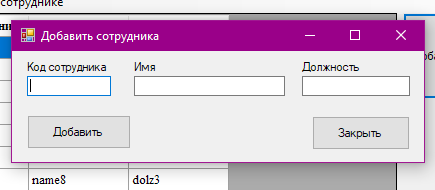 сотруднике
Добавить сотрудника
Код сотрудника Имя Должность
Добавить Закрыть
name8 dolz3